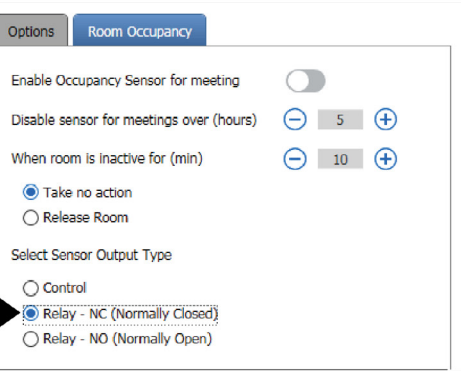 Options Room Occupancy
Enable Occupancy Sensor for meeting
Disable sensor for meetings over (hours) 5
When room is inactive for (min) 10
Take no action
Release Room
Select Sensor Output Type
Control
Relay - NC (Normally Closed)
Relay - NO (Normally Open)